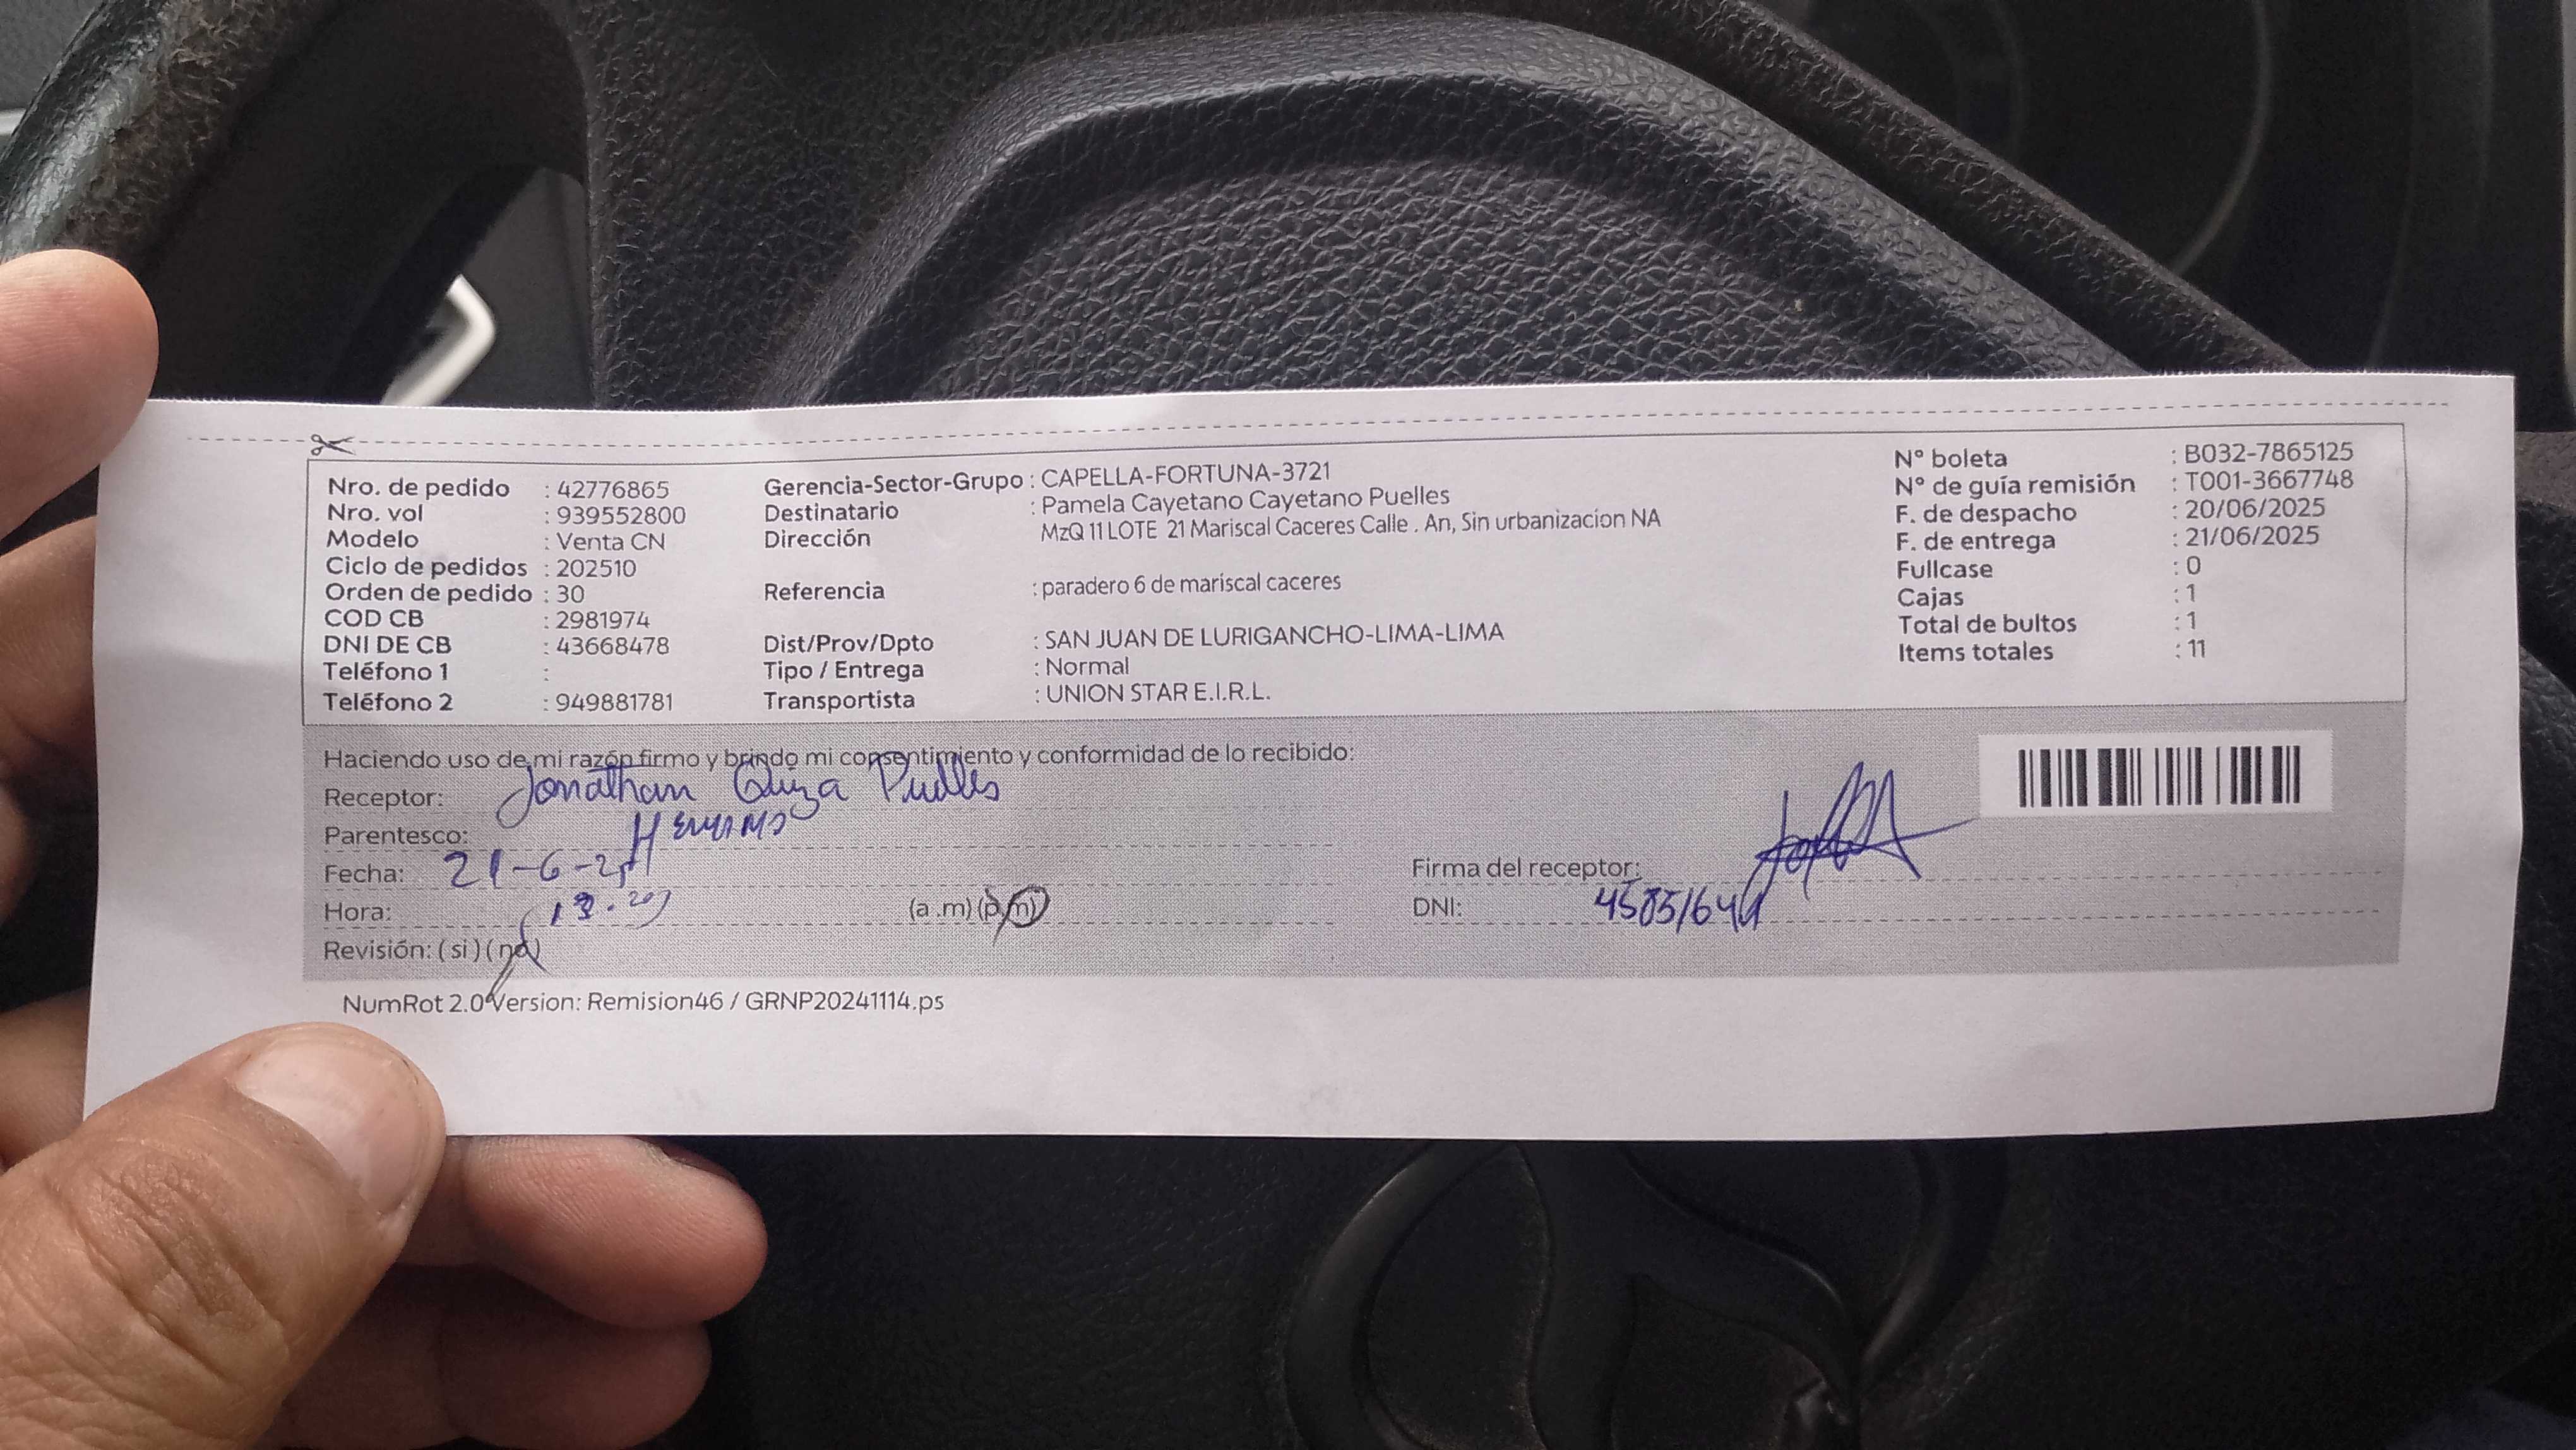 Nro. de pedido : 42776865
Nro. vol : 939552800
Modelo : Venta CN
Ciclo de pedidos : 202510
Orden de pedido : 30
COD CB : 2981974
DNI DE CB : 43668478
Teléfono 1 :
Teléfono 2 : 949881781
Gerencia-Sector-Grupo : CAPELLA-FORTUNA-3721
Destinatario : Pamela Cayetano Cayetano Puelles
Dirección MzQ 11 LOTE 21 Mariscal Caceres Calle . An, Sin urbanizacion NA
Referencia : paradero 6 de mariscal caceres
Dist/Prov/Dpto : SAN JUAN DE LURIGANCHO-LIMA-LIMA
Tipo / Entrega : Normal
Transportista : UNION STAR E.I.R.L.
N° boleta : B032-7865125
N° de guía remisión : T001-3667748
F. de despacho : 20/06/2025
F. de entrega : 21/06/2025
Fullcase : 0
Cajas : 1
Total de bultos : 1
Items totales : 11
Haciendo uso de mi razón firmo y brindo mi consentimiento y conformidad de lo recibido:
Receptor: Jonathan Puelles
Parentesco: Hermano
Fecha: 21-6-25
Hora: (a .m) (p.m)
Revisión: ( si ) ( no )
Firma del receptor:
DNI:
NumRot 2.0 Version: Remision46 / GRNP20241114.ps